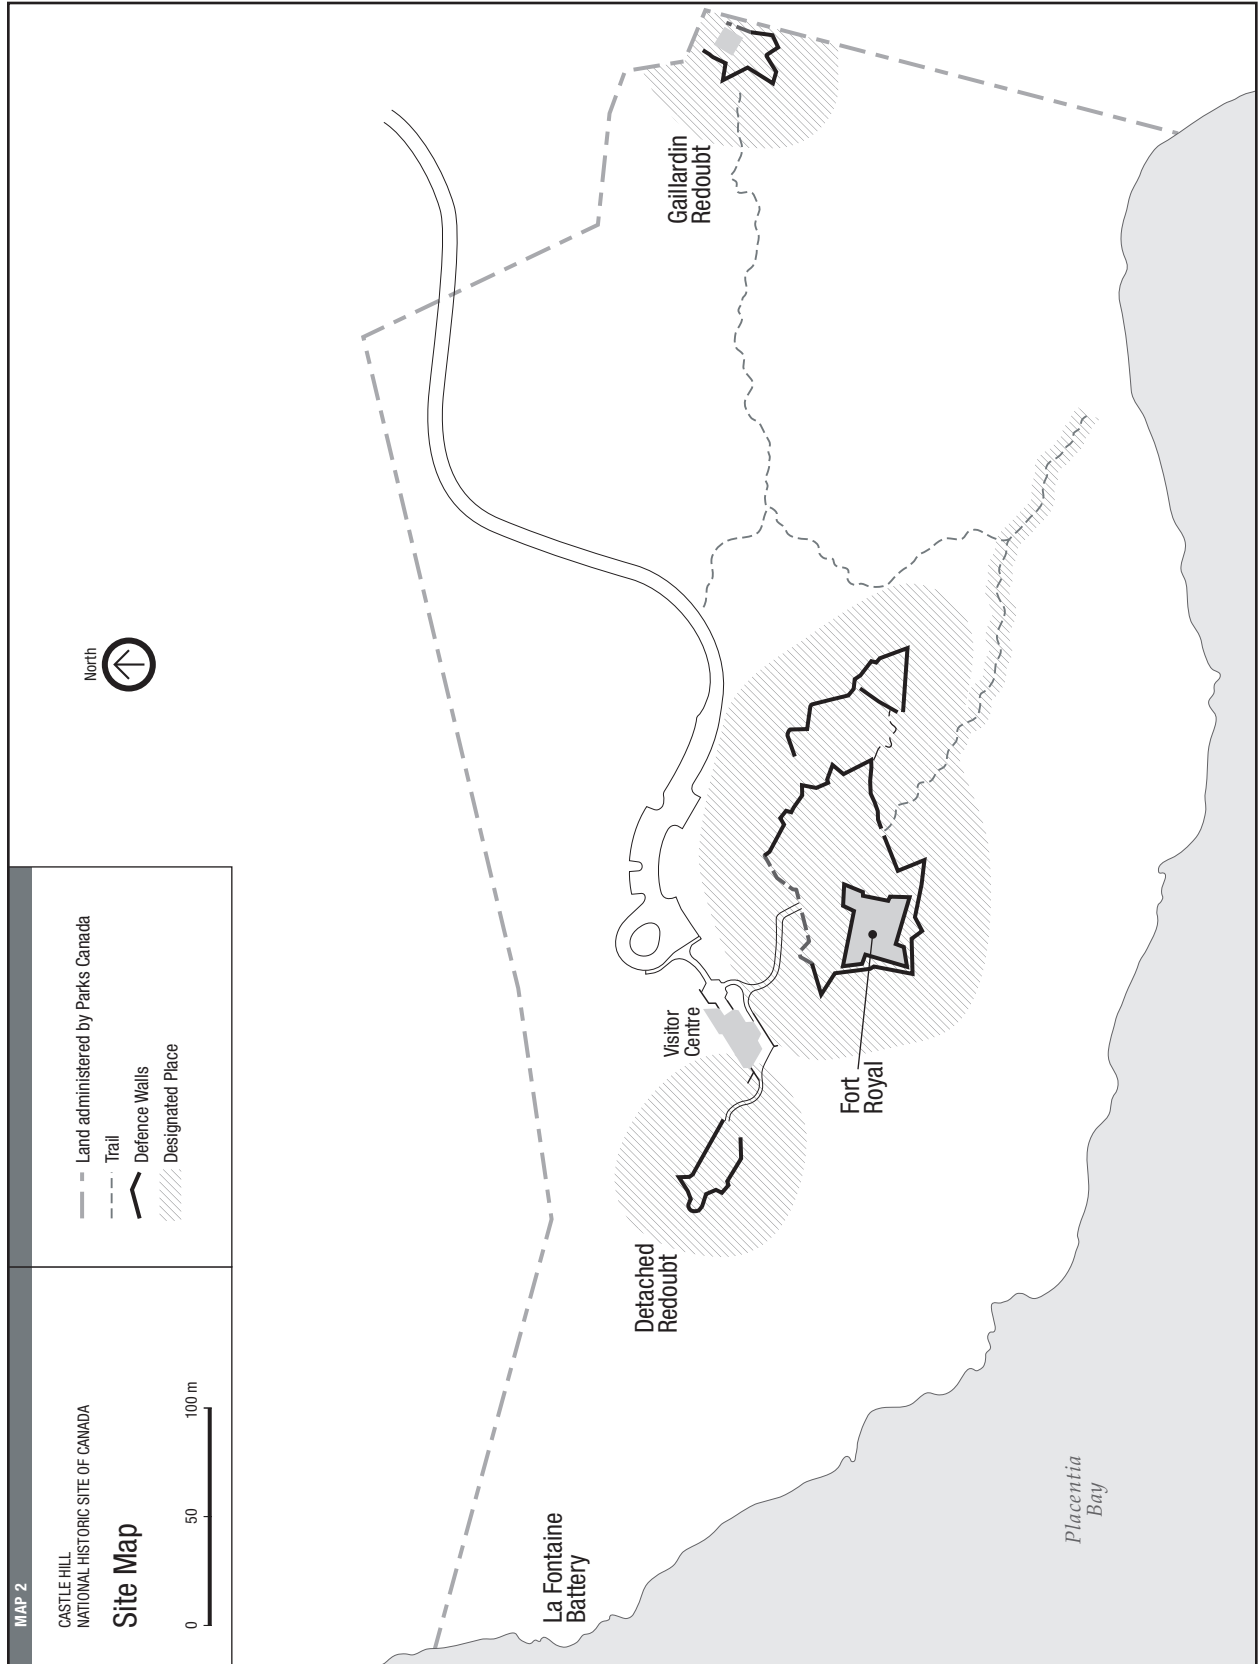 MAP 2
CASTLE HILL
NATIONAL HISTORIC SITE OF CANADA
Site Map
0
50
100 m
Land administered by Parks Canada
Trail
Defence Walls
Designated Place
North
La Fontaine
Battery
Detached
Redoubt
Visitor
Centre
Fort
Royal
Gaillardin
Redoubt
Placentia
Bay